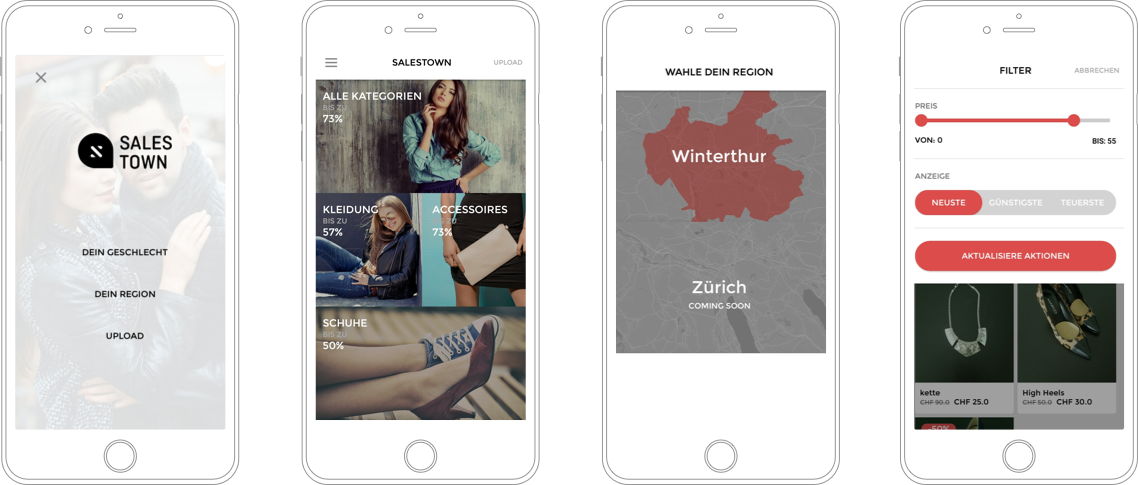 SALES
TOWN
DEIN GESCHLECHT
DEIN REGION
UPLOAD
SALESTOWN
UPLOAD
ALLE KATEGORIEN
BIS ZU
73%
KLEIDUNG
BIS ZU
57%
ACCESSOIRES
BIS ZU
73%
SCHUHE
BIS ZU
50%
WAHLE DEIN REGION
Winterthur
Zürich
COMING SOON
FILTER
ABBRECHEN
PREIS
VON: 0
BIS: 55
ANZEIGE
NEUSTE
GÜNSTIGSTE
TEUERSTE
AKTUALISIERE AKTIONEN
kette
CHF 90.0 CHF 25.0
High Heels
CHF 50.0 CHF 30.0
-50%